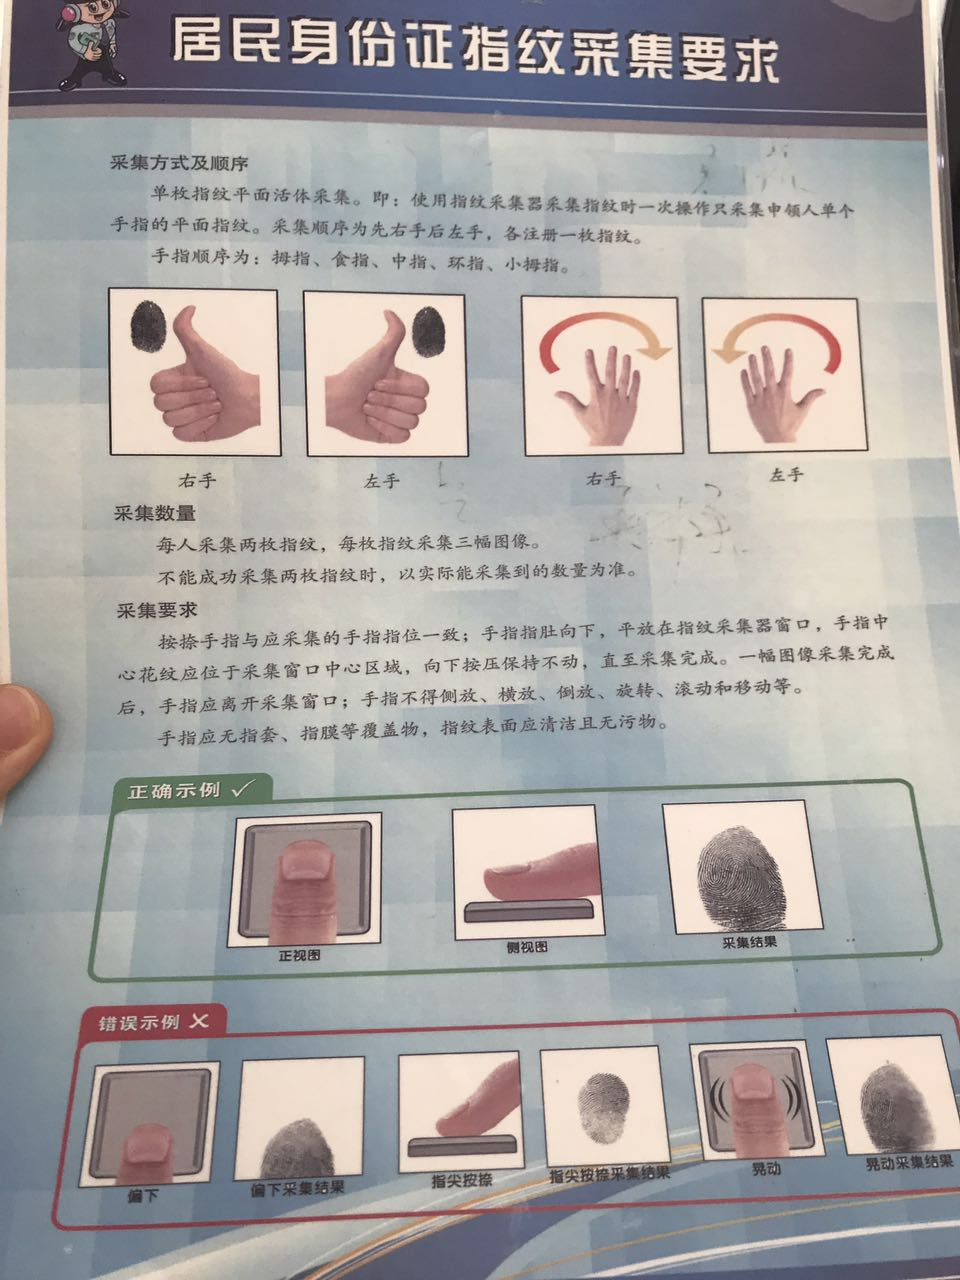 居民身份证指纹采集要求
采集方式及顺序
单枚指纹平面活体采集。即：使用指纹采集器采集指纹时一次操作只采集申领人单个
手指的平面指纹。采集顺序为先右手后左手，各注册一枚指纹。
手指顺序为：拇指、食指、中指、环指、小拇指。
右手 左手 右手 左手
采集数量
每人采集两枚指纹，每枚指纹采集三幅图像。
不能成功采集两枚指纹时，以实际能采集到的数量为准。
采集要求
按捺手指与应采集的手指指位一致；手指指肚向下，平放在指纹采集器窗口，手指中
心花纹应位于采集窗口中心区域，向下按压保持不动，直至采集完成。一幅图像采集完成
后，手指应离开采集窗口；手指不得侧放、横放、倒放、旋转、滚动和移动等。
手指应无指套、指膜等覆盖物，指纹表面应清洁且无污物。
正确示例 ✓
正视图 侧视图 采集结果
错误示例 ✕
偏下 偏下采集结果 指尖按捺 指尖按捺采集结果 晃动 晃动采集结果